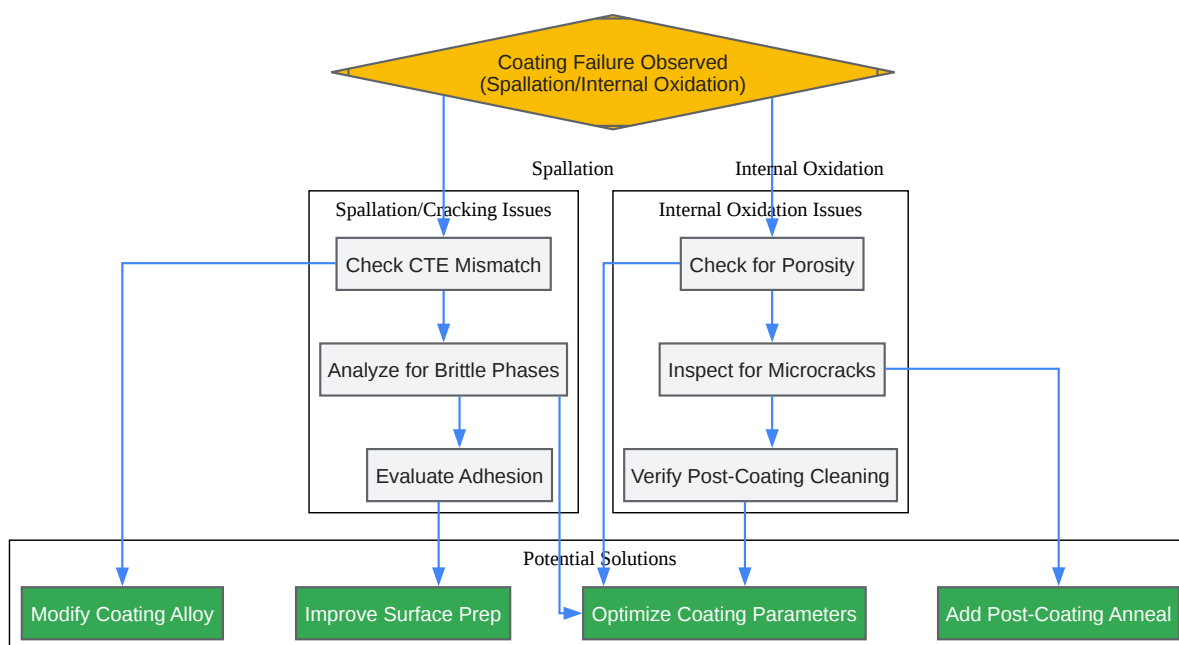 Coating Failure Observed
(Spallation/Internal Oxidation)
Spallation
Internal Oxidation
Spallation/Cracking Issues
Internal Oxidation Issues
Check CTE Mismatch
Check for Porosity
Analyze for Brittle Phases
Inspect for Microcracks
Evaluate Adhesion
Verify Post-Coating Cleaning
Potential Solutions
Modify Coating Alloy
Improve Surface Prep
Optimize Coating Parameters
Add Post-Coating Anneal